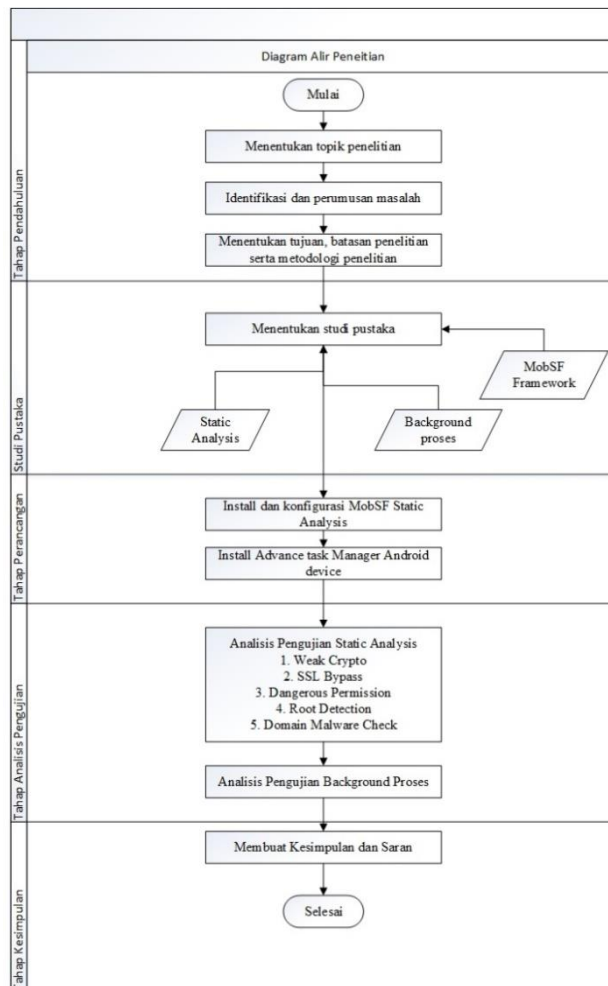 Diagram Alir Peneitian
Tahap Pendahuluan
Mulai
Menentukan topik penelitian
Identifikasi dan perumusan masalah
Menentukan tujuan, batasan penelitian
serta metodologi penelitian
Studi Pustaka
Menentukan studi pustaka
MobSF
Framework
Static
Analysis
Background
proses
Tahap Perancangan
Install dan konfigurasi MobSF Static
Analysis
Install Advance task Manager Android
device
Tahap Analisis Pengujian
Analisis Pengujian Static Analysis
1. Weak Crypto
2. SSL Bypass
3. Dangerous Permission
4. Root Detection
5. Domain Malware Check
Analisis Pengujian Background Proses
Tahap Kesimpulan
Membuat Kesimpulan dan Saran
Selesai